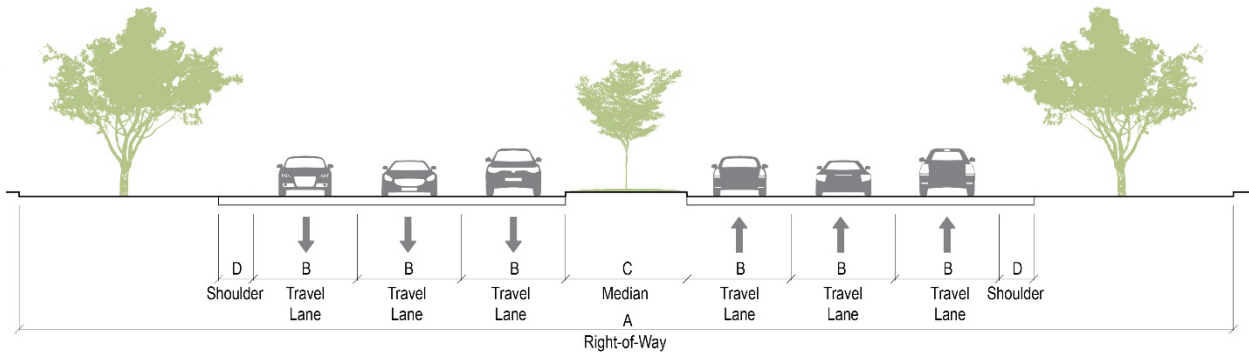 D B B B C B B B D
Shoulder Travel Travel Travel Median Travel Travel Travel Shoulder
Lane Lane Lane Lane Lane Lane
A
Right-of-Way